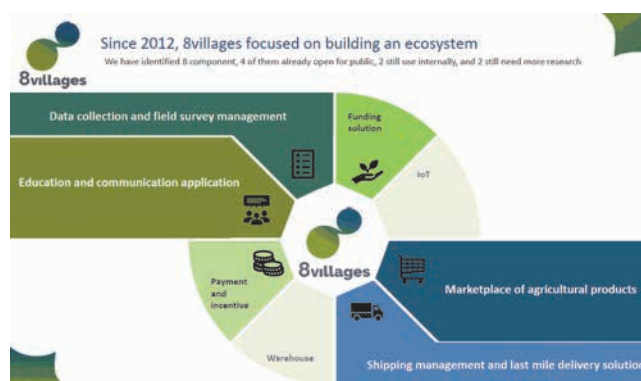 Since 2012, 8villages focused on building an ecosystem
We have identified 8 component, 4 of them already open for public, 2 still use internally, and 2 still need more research
8villages
Data collection and field survey management
Funding
solution
Education and communication application
IoT
8villages
Payment
and
incentive
Marketplace of agricultural products
Warehouse
Shipping management and last mile delivery solution